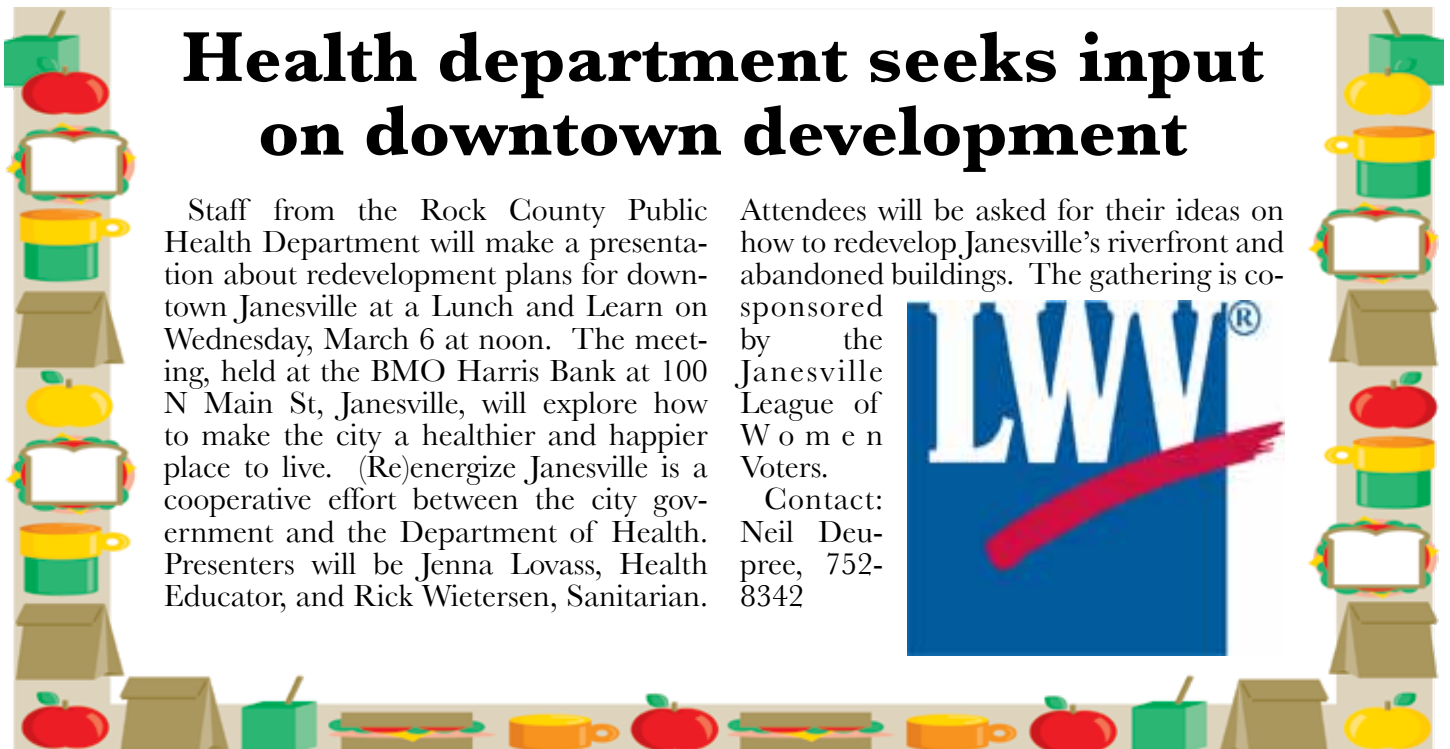 Health department seeks input
on downtown development
Staff from the Rock County Public
Health Department will make a presenta-
tion about redevelopment plans for down-
town Janesville at a Lunch and Learn on
Wednesday, March 6 at noon. The meet-
ing, held at the BMO Harris Bank at 100
N Main St, Janesville, will explore how
to make the city a healthier and happier
place to live. (Re)energize Janesville is a
cooperative effort between the city gov-
ernment and the Department of Health.
Presenters will be Jenna Lovass, Health
Educator, and Rick Wietersen, Sanitarian.
Attendees will be asked for their ideas on
how to redevelop Janesville's riverfront and
abandoned buildings. The gathering is co-
sponsored
by the
Janesville
League of
Women
Voters.
Contact:
Neil Deu-
pree, 752-
8342
LWV®